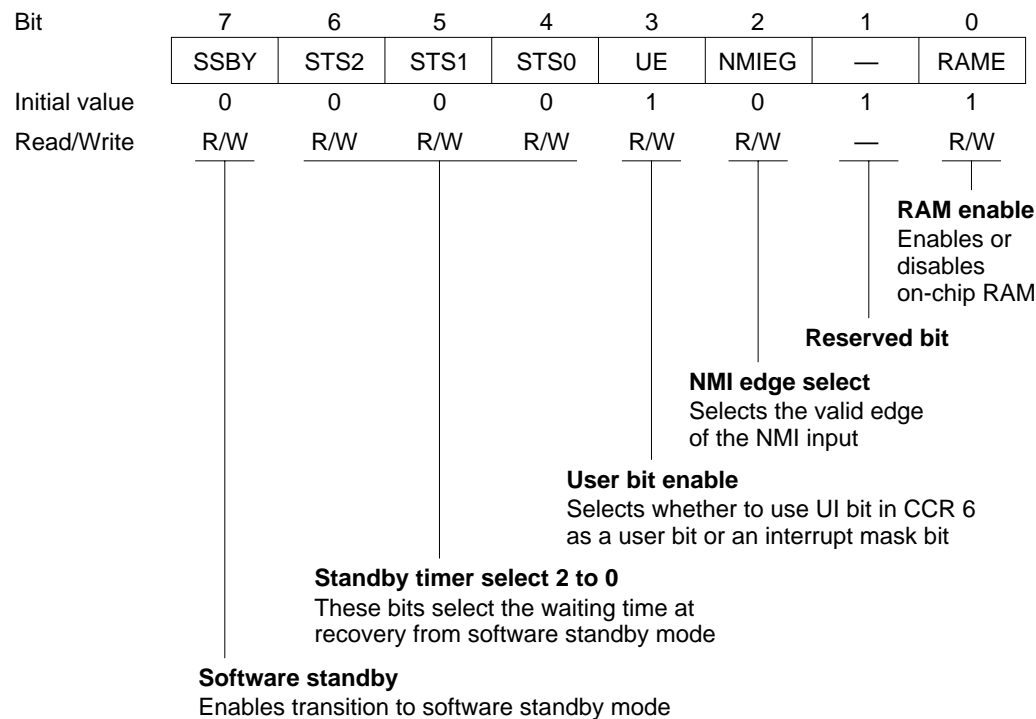 Bit 7 6 5 4 3 2 1 0
SSBY STS2 STS1 STS0 UE NMIEG — RAME
Initial value 0 0 0 0 1 0 1 1
Read/Write R/W R/W R/W R/W R/W R/W — R/W
RAM enable
Enables or
disables
on-chip RAM
Reserved bit
NMI edge select
Selects the valid edge
of the NMI input
User bit enable
Selects whether to use UI bit in CCR 6
as a user bit or an interrupt mask bit
Standby timer select 2 to 0
These bits select the waiting time at
recovery from software standby mode
Software standby
Enables transition to software standby mode